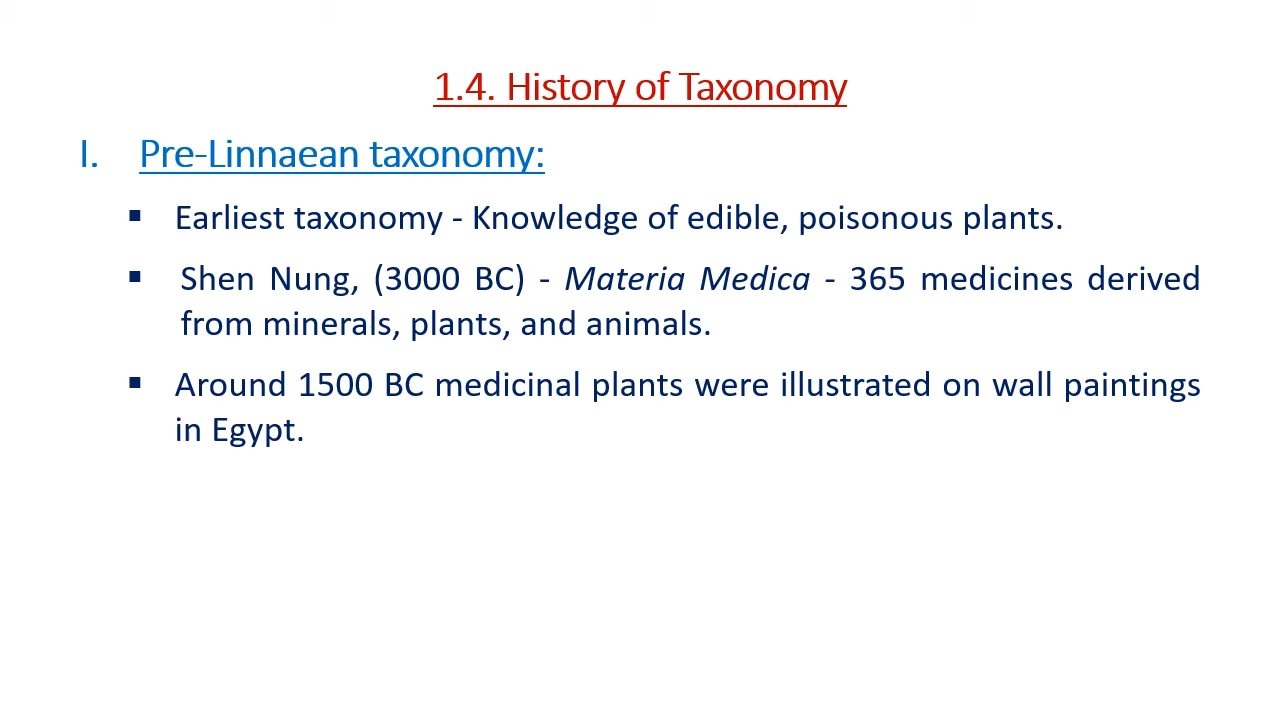 1.4. History of Taxonomy
I. Pre-Linnaean taxonomy:
▪ Earliest taxonomy - Knowledge of edible, poisonous plants.
▪ Shen Nung, (3000 BC) - Materia Medica - 365 medicines derived
from minerals, plants, and animals.
▪ Around 1500 BC medicinal plants were illustrated on wall paintings
in Egypt.